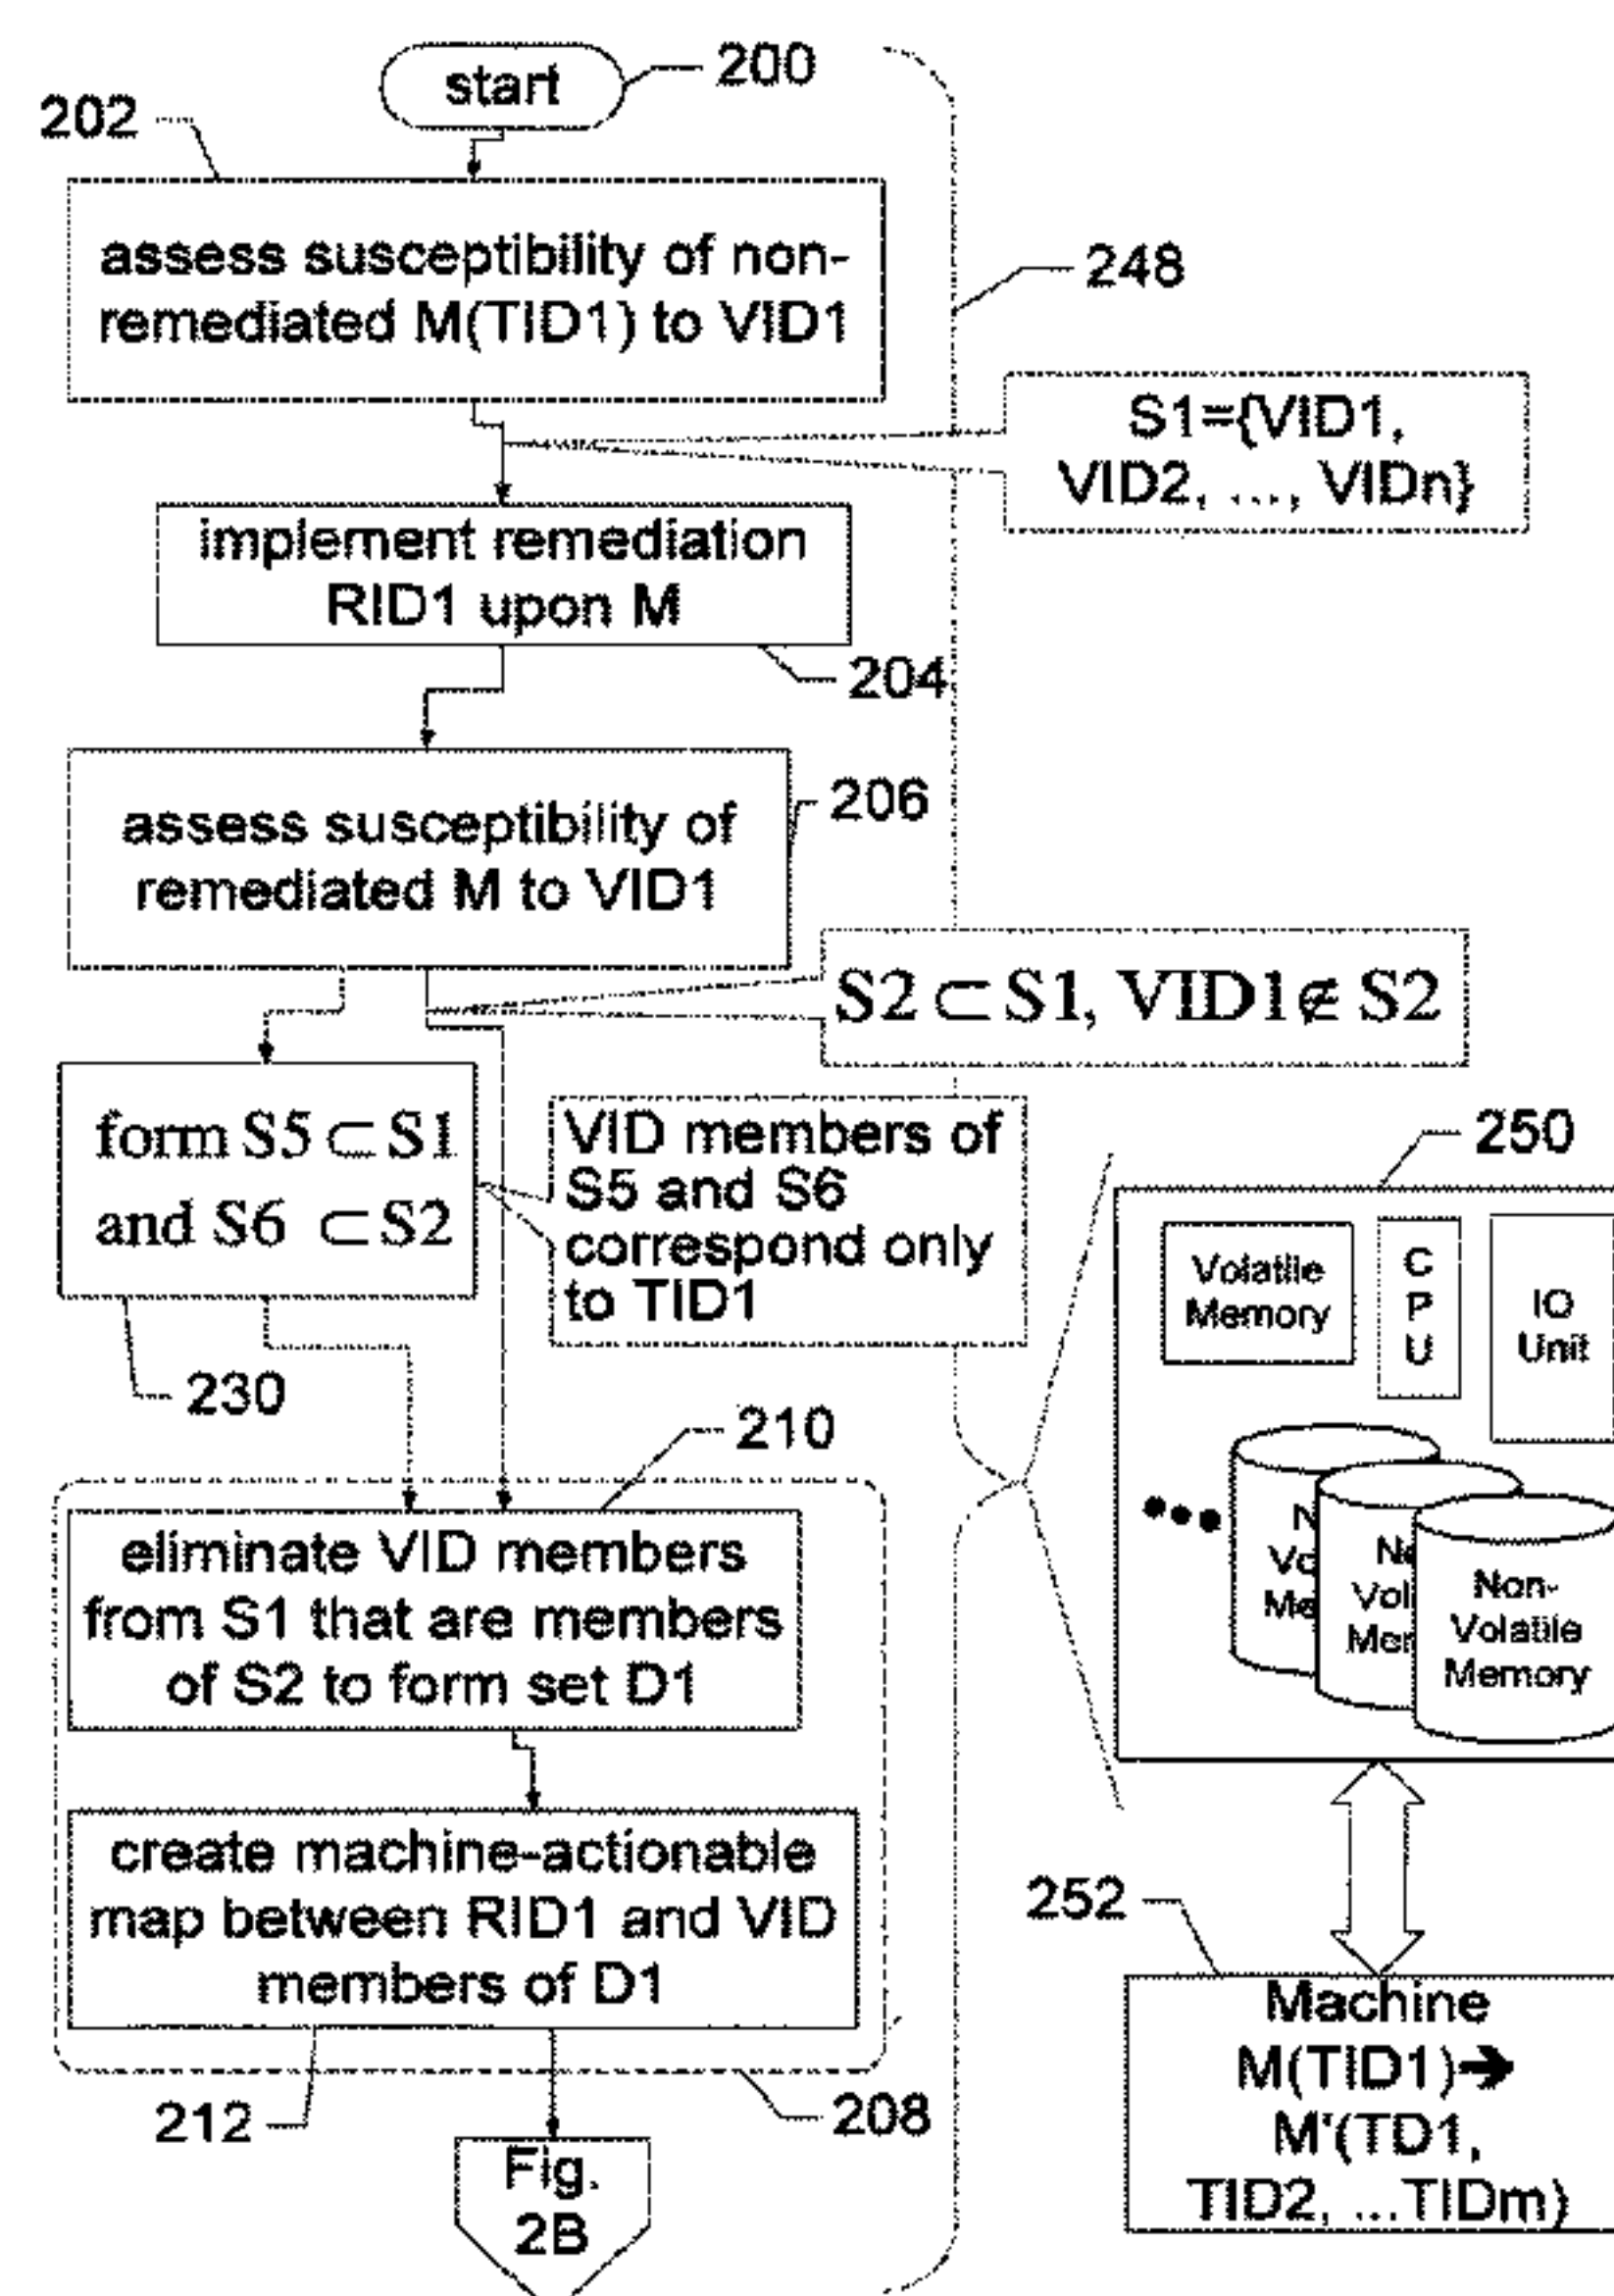 start
200
202
assess susceptibility of non-
remediated M(TID1) to VID1
248
S1={VID1,
VID2, ..., VIDn}
implement remediation
RID1 upon M
204
206
assess susceptibility of
remediated M to VID1
S2 ⊂ S1, VID1∉ S2
form S5 ⊂ S1
and S6 ⊂ S2
VID members of
S5 and S6
correspond only
to TID1
230
210
eliminate VID members
from S1 that are members
of S2 to form set D1
create machine-actionable
map between RID1 and VID
members of D1
212
208
Fig.
2B
250
Volatile
Memory
C
P
U
IO
Unit
Non-
Volatile
Memory
252
Machine
M(TID1)➔
M'(TD1,
TID2, ...TIDm)